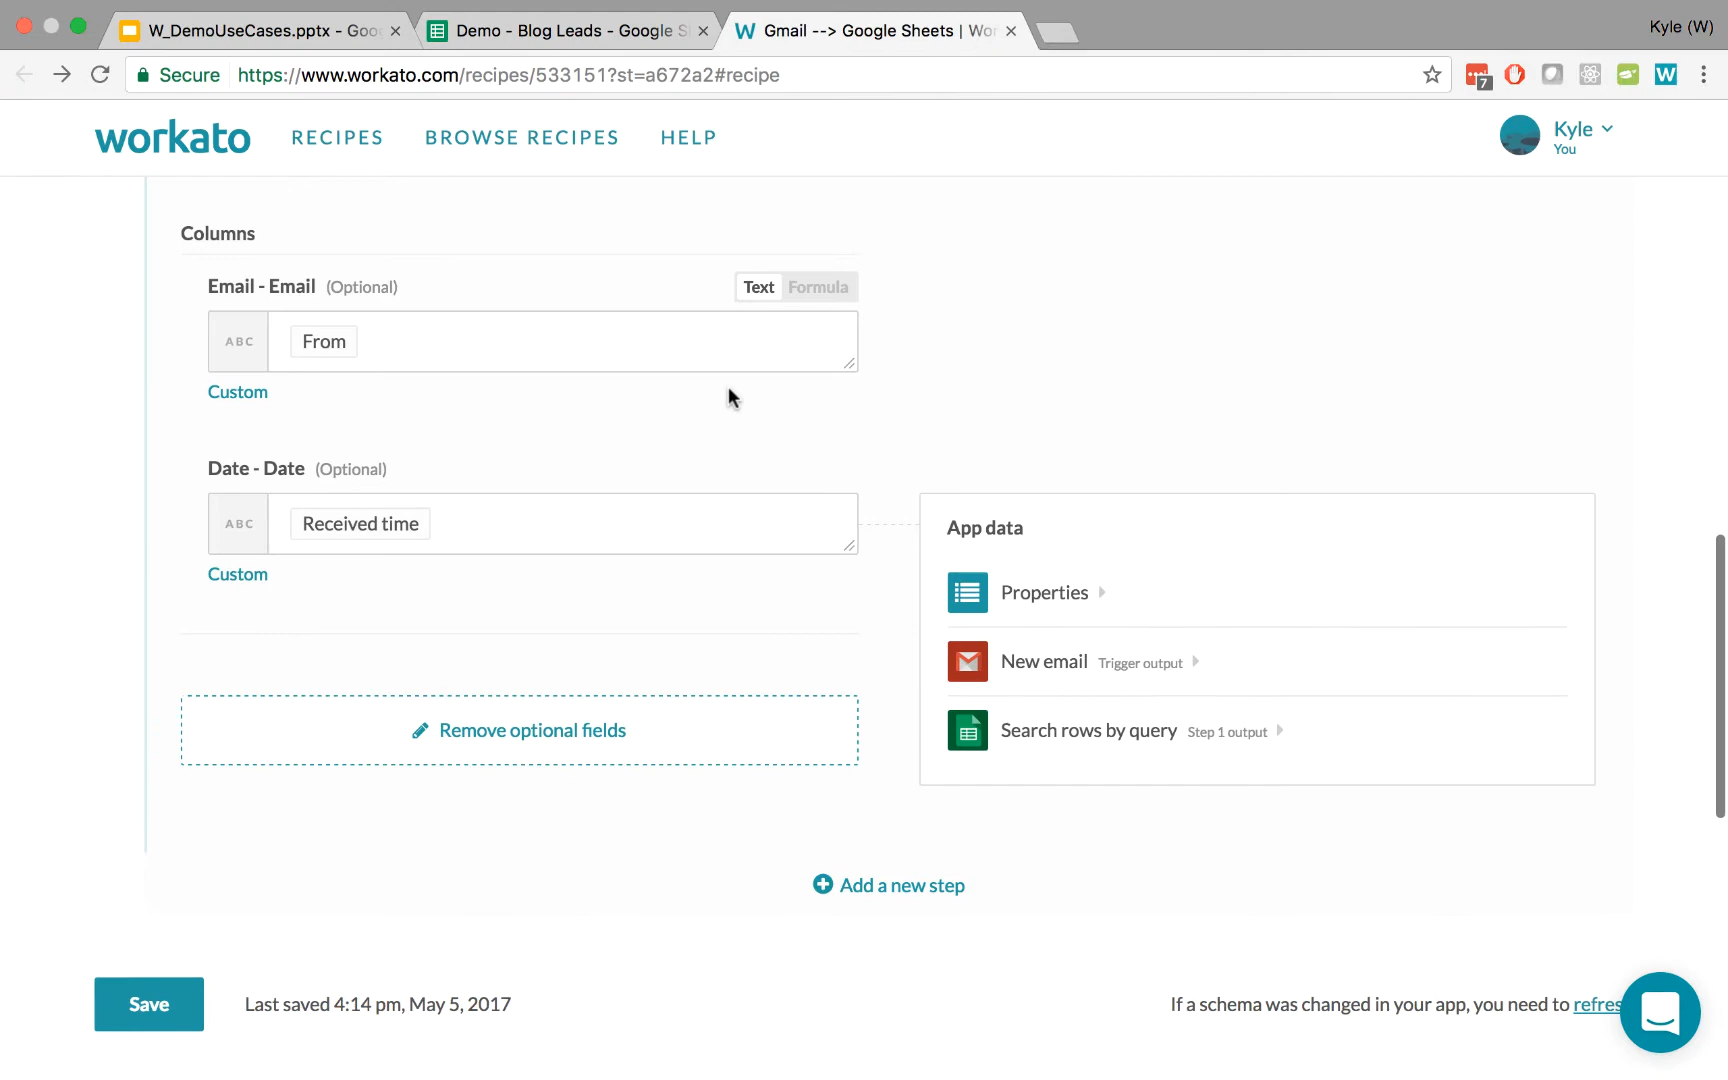 W_DemoUseCases.pptx - Goo
Demo - Blog Leads - Google S
Gmail --> Google Sheets | Wor
Kyle (W)
Secure
https://www.workato.com/recipes/533151?st=a672a2#recipe
7
W
workato
RECIPES
BROWSE RECIPES
HELP
Kyle
You
Columns
Email - Email (Optional)
Text Formula
ABC
From
Custom
Date - Date (Optional)
ABC
Received time
Custom
App data
Properties
New email Trigger output
Search rows by query Step 1 output
Remove optional fields
Add a new step
Save
Last saved 4:14 pm, May 5, 2017
If a schema was changed in your app, you need to refres